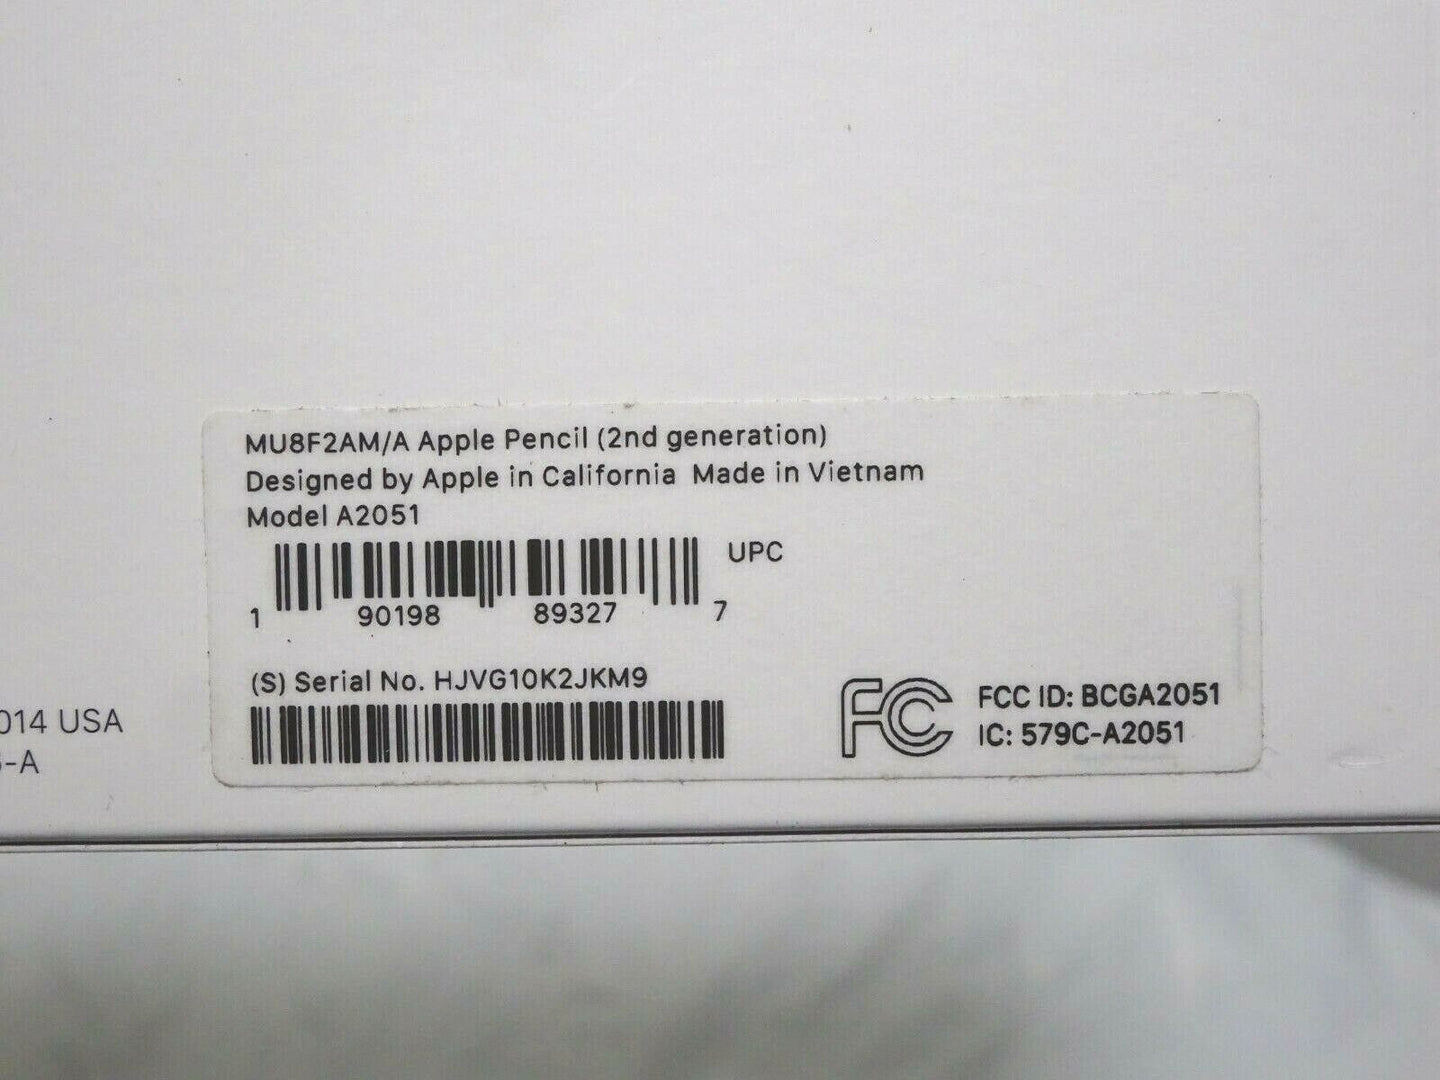 MU8F2AM/A Apple Pencil (2nd generation)
Designed by Apple in California Made in Vietnam
Model A2051
UPC
1 90198 89327 7
(S) Serial No. HJVG10K2JKM9
FC
FCC ID: BCGA2051
IC: 579C-A2051
014 USA
-A